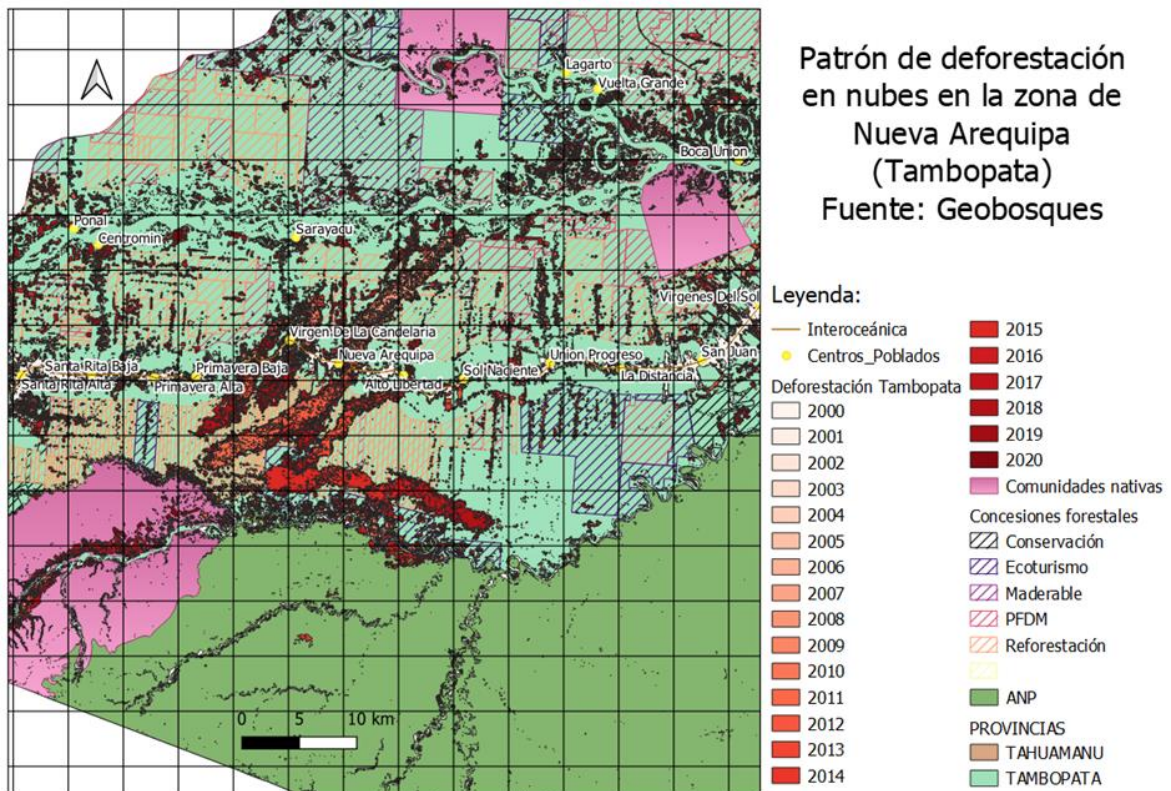 Patrón de deforestación
en nubes en la zona de
Nueva Arequipa
(Tambopata)
Fuente: Geobosques
Lagarto
Vuelta Grande
Boca Union
Ponal
Centromin
Sarayacu
Virgenes Del Sol
Virgen De La Candelaria
Nueva Arequipa
Union Progreso
San Juan
Santa Rita Baja
Primavera Baja
Santa Rita Alta
Primavera Alta
Alto Libertad
Sol Naciente
La Distancia
0 5 10 km
Leyenda:
Interoceánica
Centros_Poblados
Deforestación Tambopata
2000
2001
2002
2003
2004
2005
2006
2007
2008
2009
2010
2011
2012
2013
2014
2015
2016
2017
2018
2019
2020
Comunidades nativas
Concesiones forestales
Conservación
Ecoturismo
Maderable
PFDM
Reforestación
ANP
PROVINCIAS
TAHUAMANU
TAMBOPATA